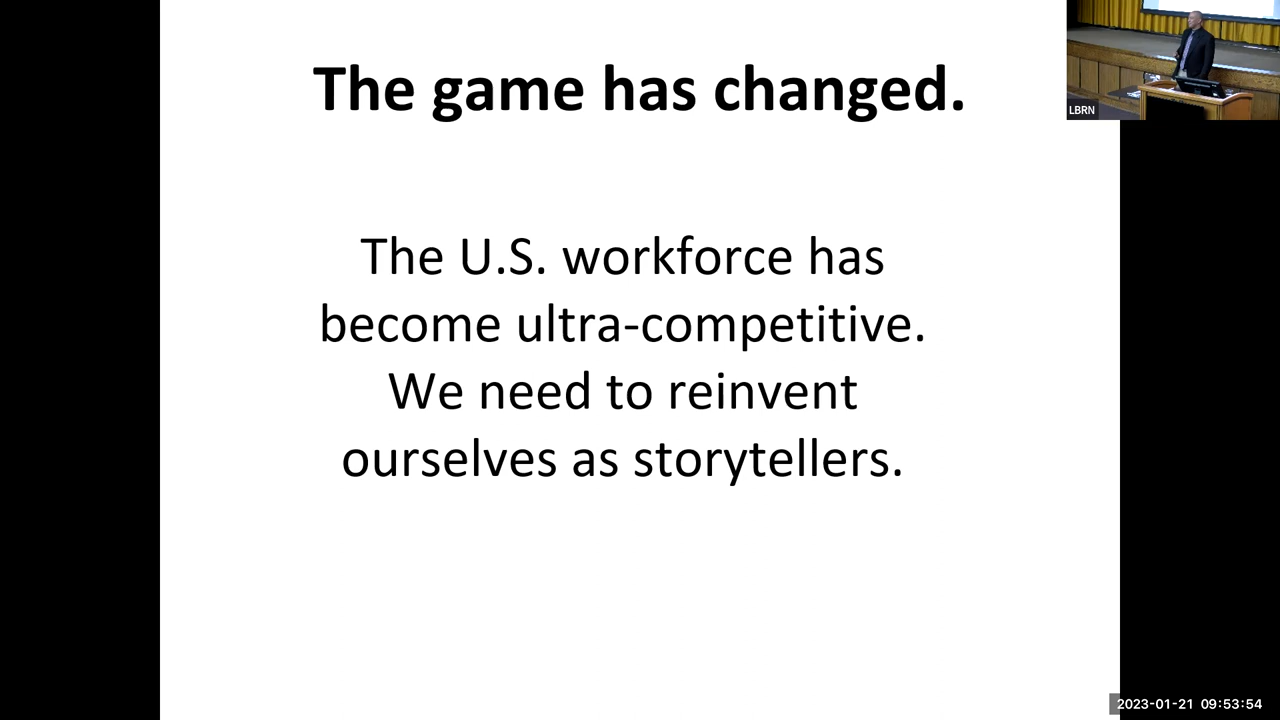 The game has changed.
LBRN
The U.S. workforce has
become ultra-competitive.
We need to reinvent
ourselves as storytellers.
2023-01-21 09:53:54